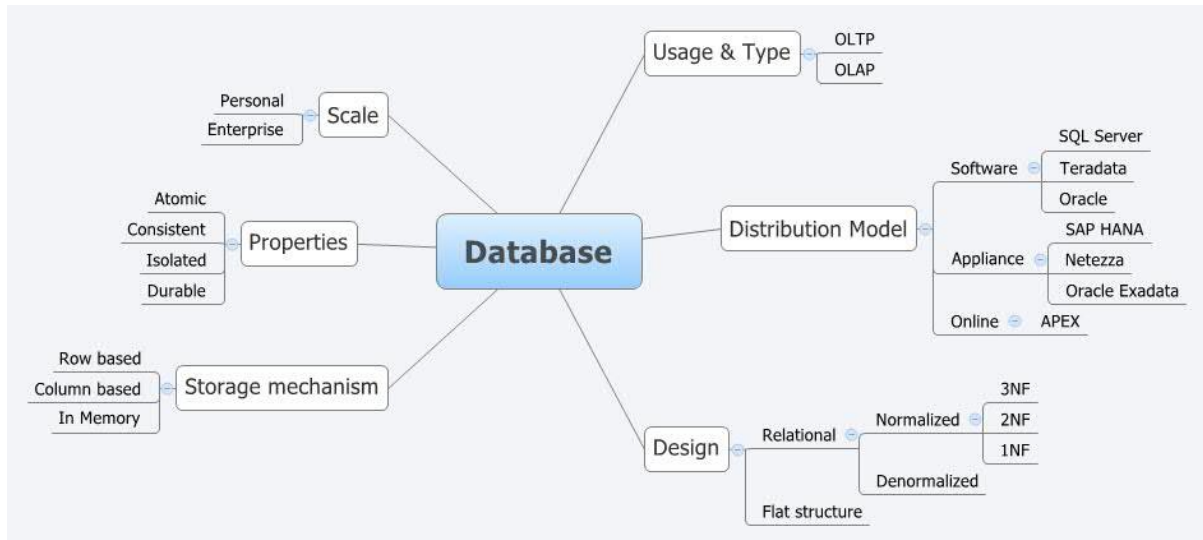 Database
Usage & Type
OLTP
OLAP
Distribution Model
Software
SQL Server
Teradata
Oracle
Appliance
SAP HANA
Netezza
Oracle Exadata
Online
APEX
Design
Relational
Normalized
3NF
2NF
1NF
Denormalized
Flat structure
Scale
Personal
Enterprise
Properties
Atomic
Consistent
Isolated
Durable
Storage mechanism
Row based
Column based
In Memory